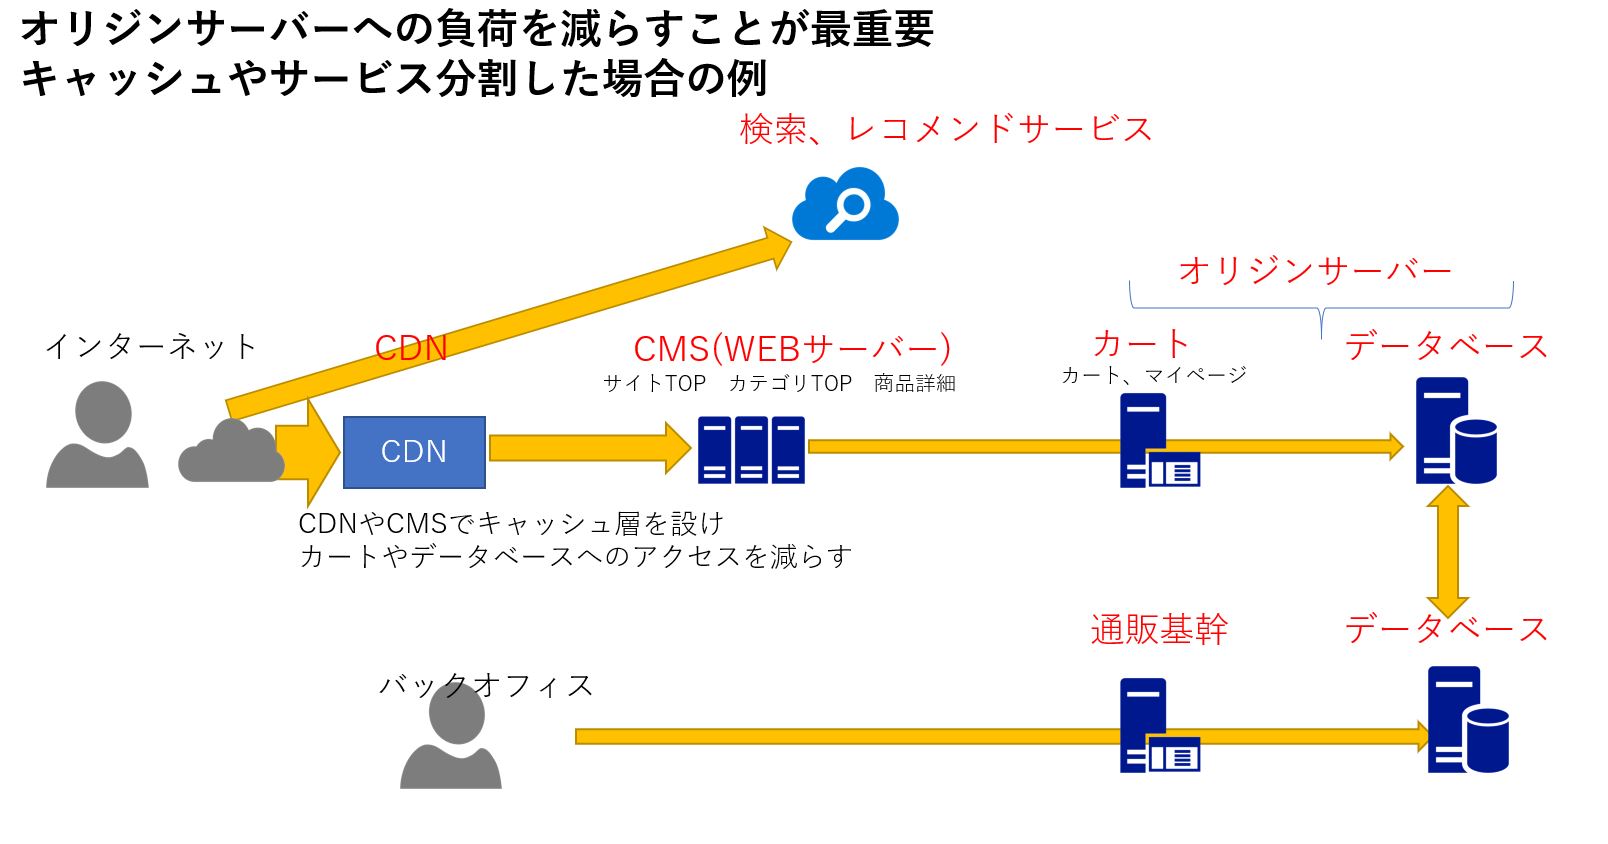 オリジンサーバーへの負荷を減らすことが最重要
キャッシュやサービス分割した場合の例
検索、レコメンドサービス
オリジンサーバー
インターネット
CDN
CMS(WEBサーバー)
サイトTOP　カテゴリTOP　商品詳細
カート
カート、マイページ
データベース
CDN
CDNやCMSでキャッシュ層を設け
カートやデータベースへのアクセスを減らす
通販基幹
データベース
バックオフィス